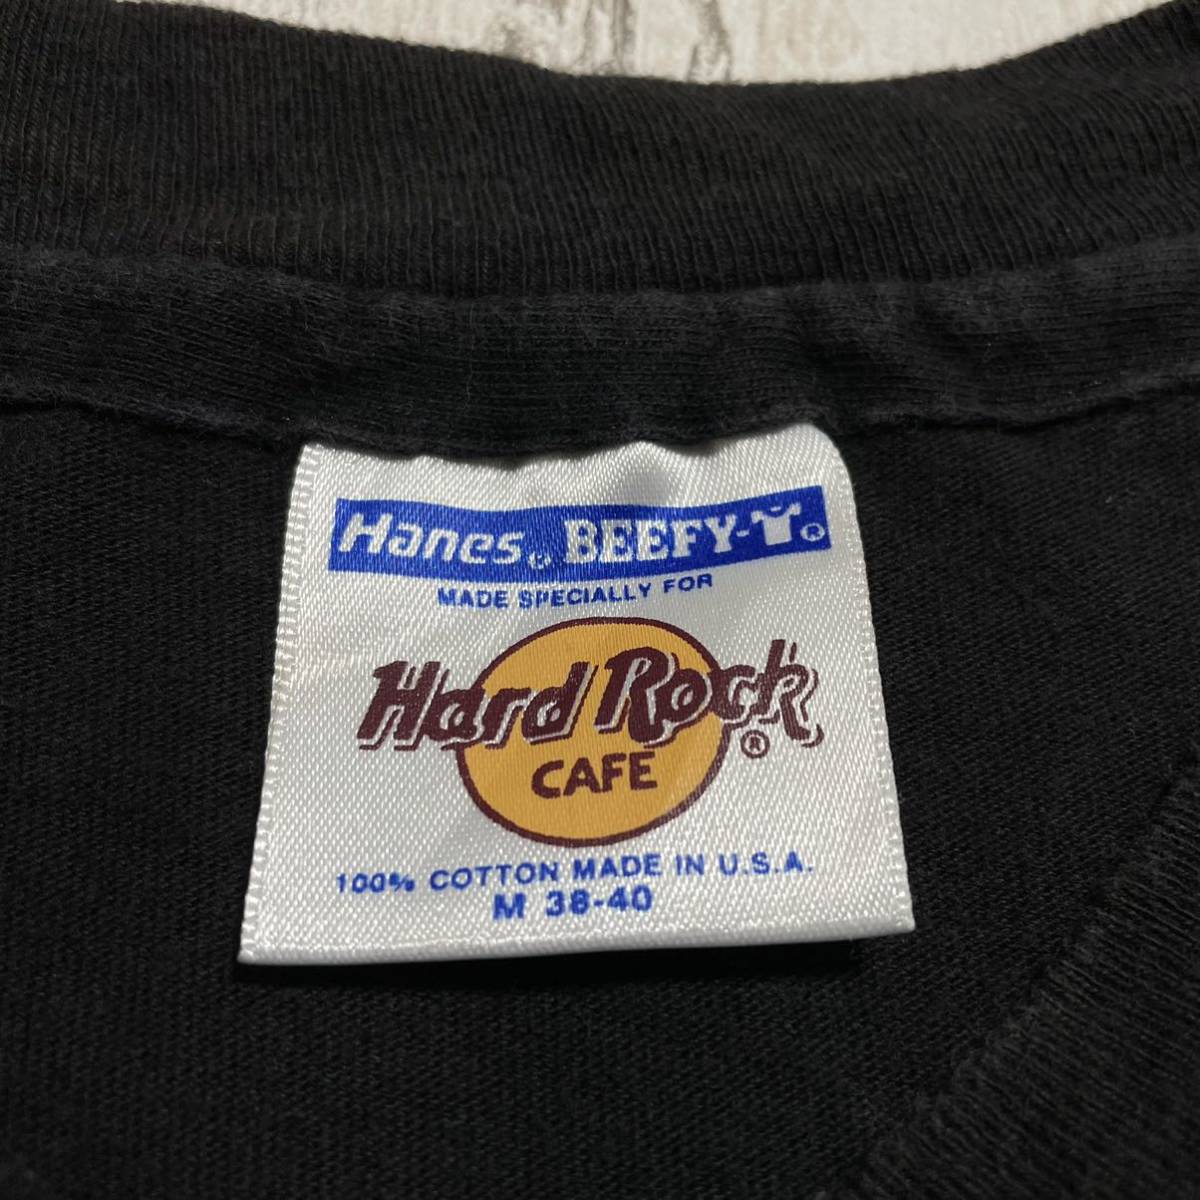 Hanes® BEEFY-T®
MADE SPECIALLY FOR
Hard Rock®
CAFE
100% COTTON MADE IN U.S.A.
M 38-40